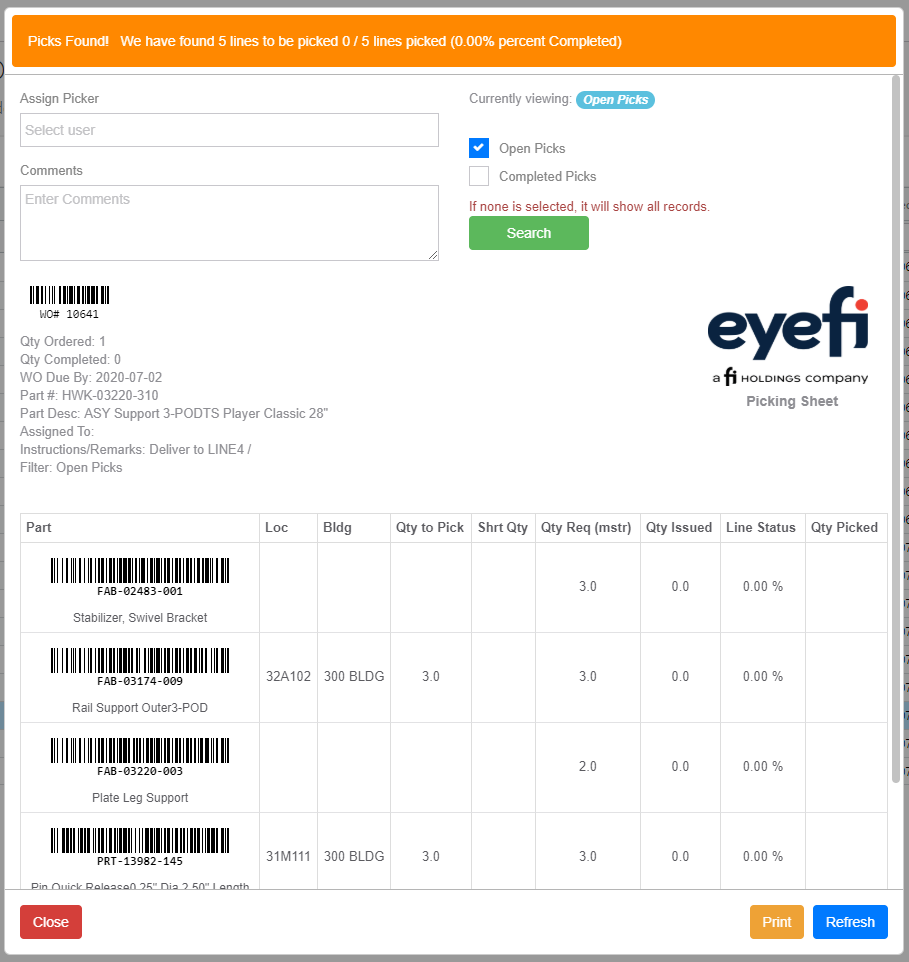 Picks Found! We have found 5 lines to be picked 0 / 5 lines picked (0.00% percent Completed)
Assign Picker
Select user
Comments
Enter Comments
Currently viewing: Open Picks
Open Picks
Completed Picks
If none is selected, it will show all records.
Search
WO# 10641
Qty Ordered: 1
Qty Completed: 0
WO Due By: 2020-07-02
Part #: HWK-03220-310
Part Desc: ASY Support 3-PODTS Player Classic 28"
Assigned To:
Instructions/Remarks: Deliver to LINE4 /
Filter: Open Picks
eyefi
a fi HOLDINGS company
Picking Sheet
Part Loc Bldg Qty to Pick Shrt Qty Qty Req (mstr) Qty Issued Line Status Qty Picked
FAB-02483-001
Stabilizer, Swivel Bracket
3.0 0.0 0.00 %
FAB-03174-009
Rail Support Outer3-POD
32A102 300 BLDG 3.0 3.0 0.0 0.00 %
FAB-03220-003
Plate Leg Support
2.0 0.0 0.00 %
PRT-13982-145
Pin Quick Release0.25" Dia 2.50" Length
31M111 300 BLDG 3.0 3.0 0.0 0.00 %
Close
Print
Refresh